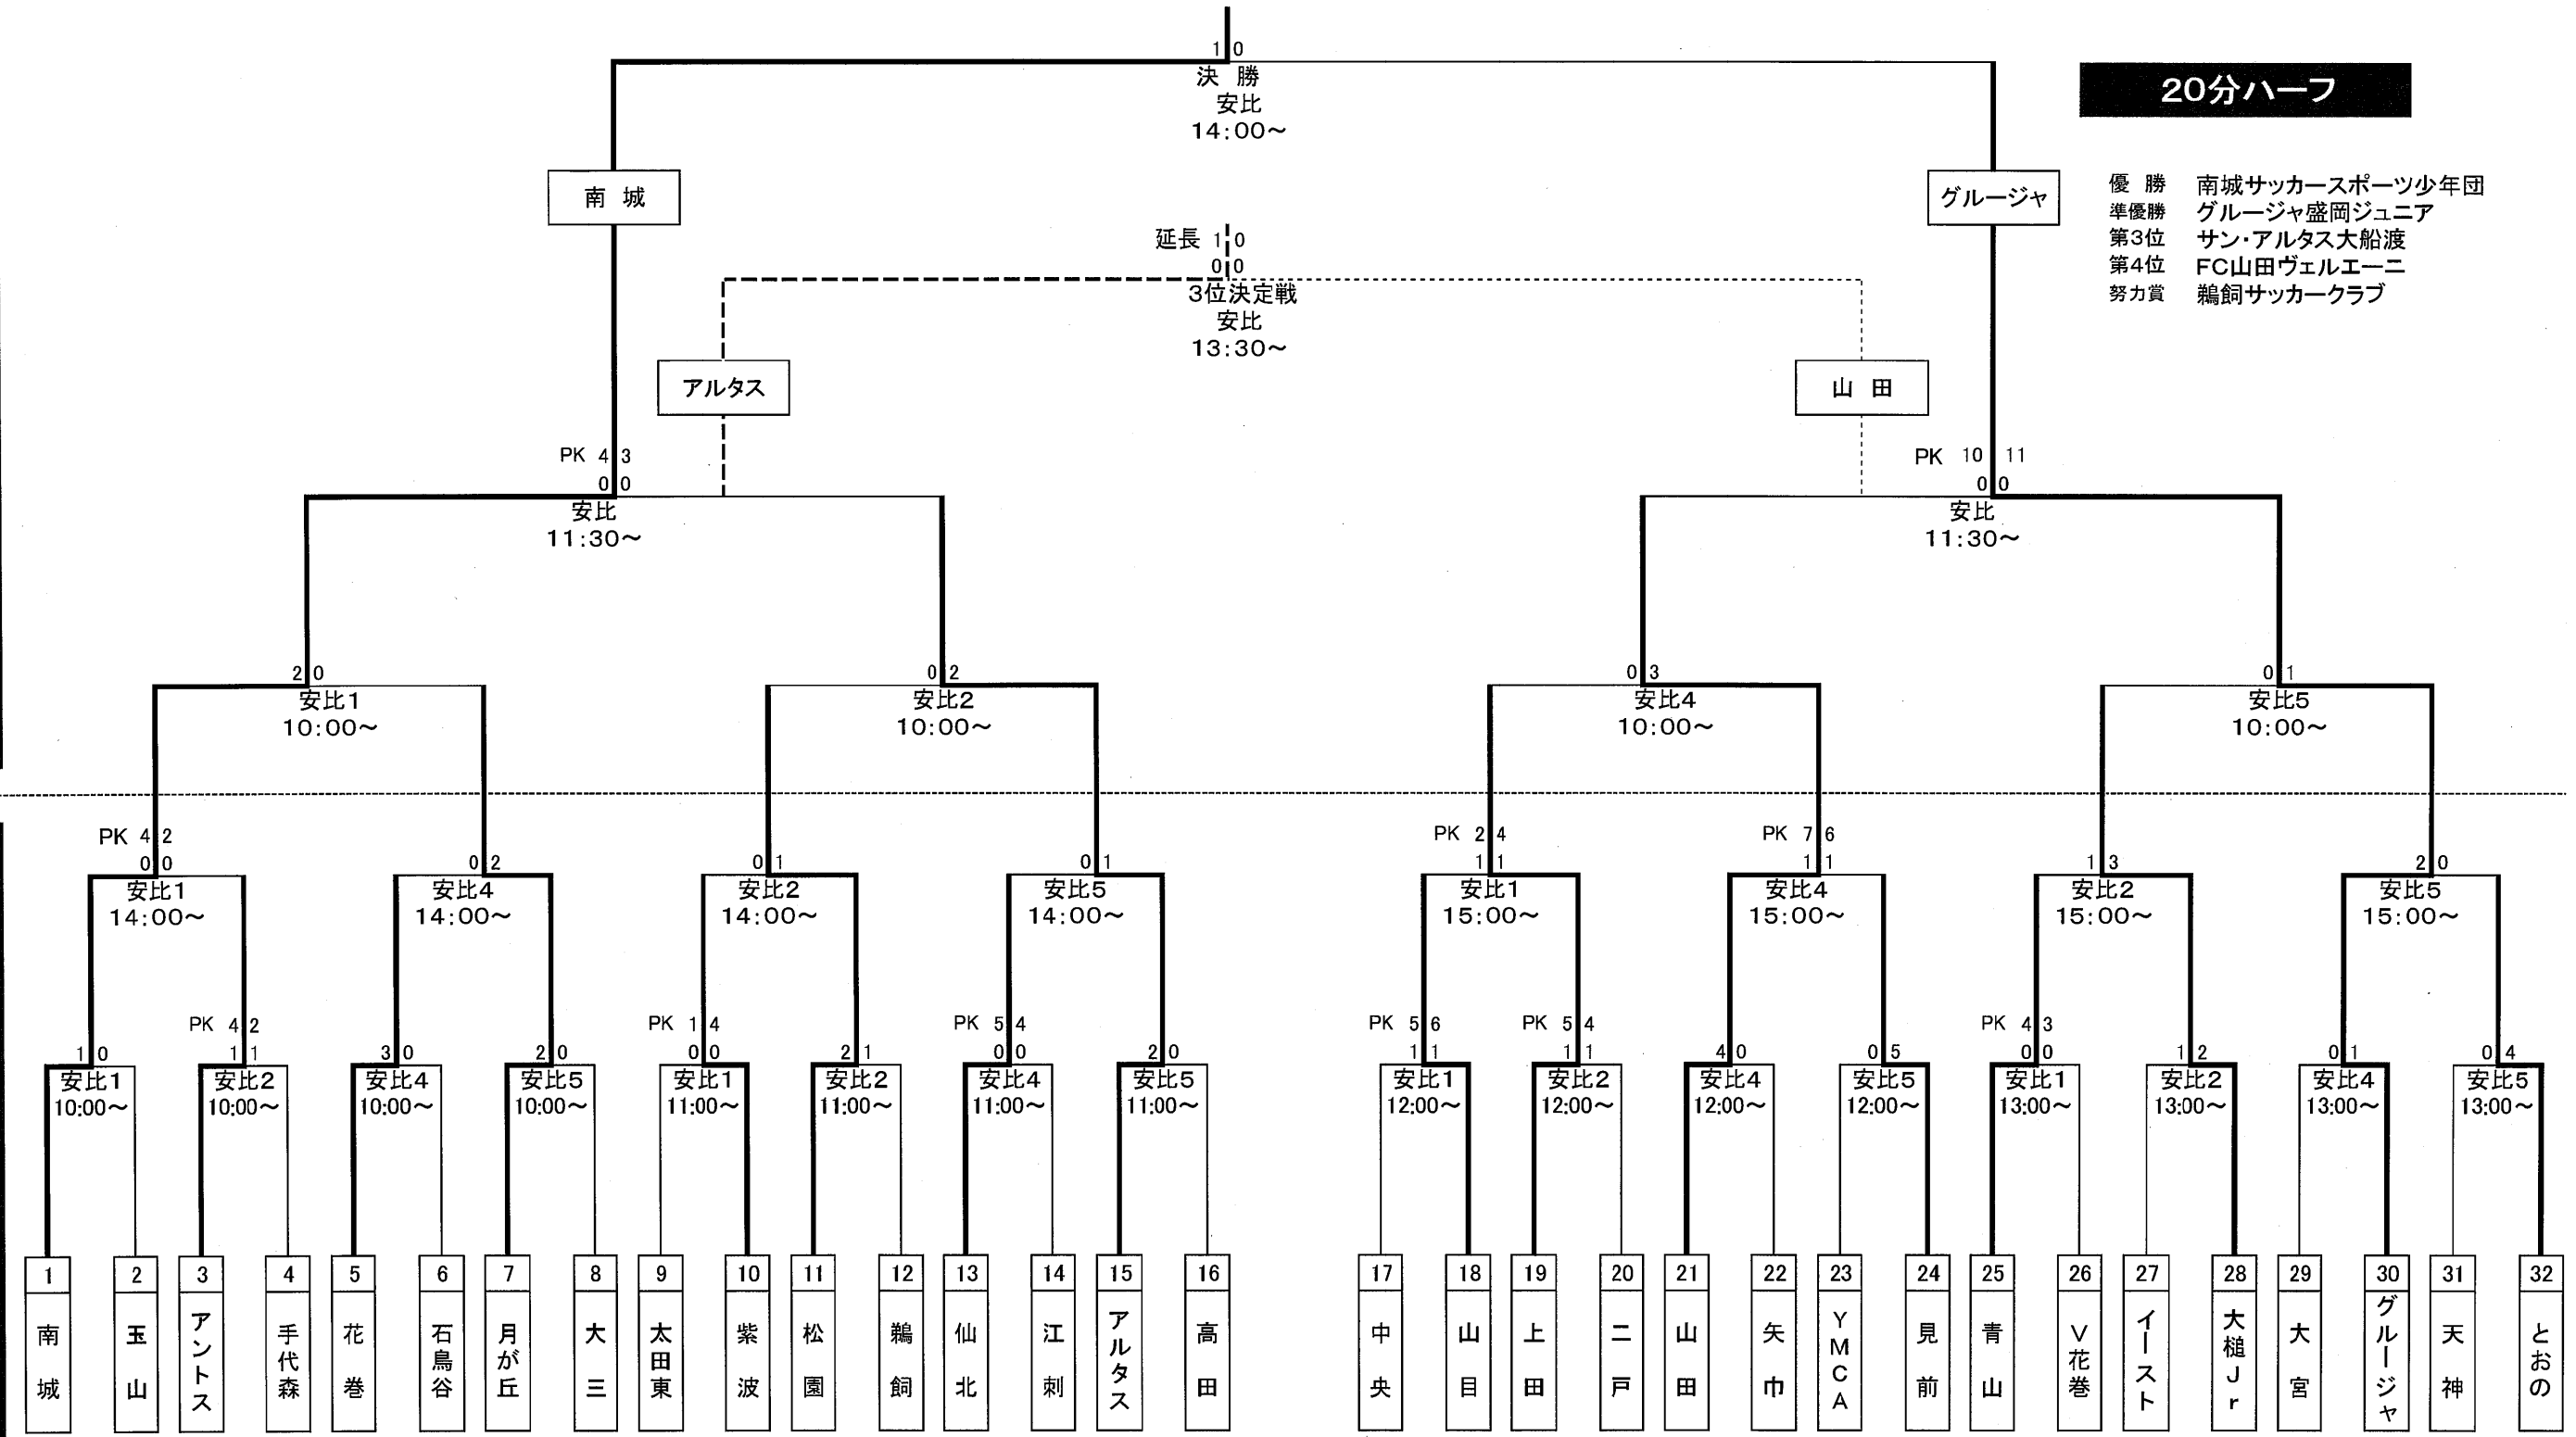 1 0
決 勝
安比
14:00～
20分ハーフ
南 城
グルージャ
優 勝 南城サッカースポーツ少年団
準優勝 グルージャ盛岡ジュニア
第3位 サン・アルタス大船渡
第4位 FC山田ヴェルエーニ
努力賞 鵜飼サッカークラブ
延長 1 0
0 0
3位決定戦
安比
13:30～
アルタス
山 田
PK 4 3
0 0
安比
11:30～
PK 10 11
0 0
安比
11:30～
2 0
安比1
10:00～
0 2
安比2
10:00～
0 3
安比4
10:00～
0 1
安比5
10:00～
PK 4 2
0 0
安比1
14:00～
0 2
安比4
14:00～
0 1
安比2
14:00～
0 1
安比5
14:00～
PK 2 4
1 1
安比1
15:00～
PK 7 6
1 1
安比4
15:00～
1 3
安比2
15:00～
2 0
安比5
15:00～
1 0
安比1
10:00～
PK 4 2
1 1
安比2
10:00～
3 0
安比4
10:00～
2 0
安比5
10:00～
PK 1 4
0 0
安比1
11:00～
2 1
安比2
11:00～
PK 5 4
0 0
安比4
11:00～
2 0
安比5
11:00～
PK 5 6
1 1
安比1
12:00～
PK 5 4
1 1
安比2
12:00～
4 0
安比4
12:00～
0 5
安比5
12:00～
PK 4 3
0 0
安比1
13:00～
1 2
安比2
13:00～
0 1
安比4
13:00～
0 4
安比5
13:00～
1 南城
2 玉山
3 アントス
4 手代森
5 花巻
6 石鳥谷
7 月が丘
8 大三
9 太田東
10 紫波
11 松園
12 鵜飼
13 仙北
14 江刺
15 アルタス
16 高田
17 中央
18 山目
19 上田
20 二戸
21 山田
22 矢巾
23 YMCA
24 見前
25 青山
26 V花巻
27 イースト
28 大槌Jr
29 大宮
30 グルージャ
31 天神
32 とおの